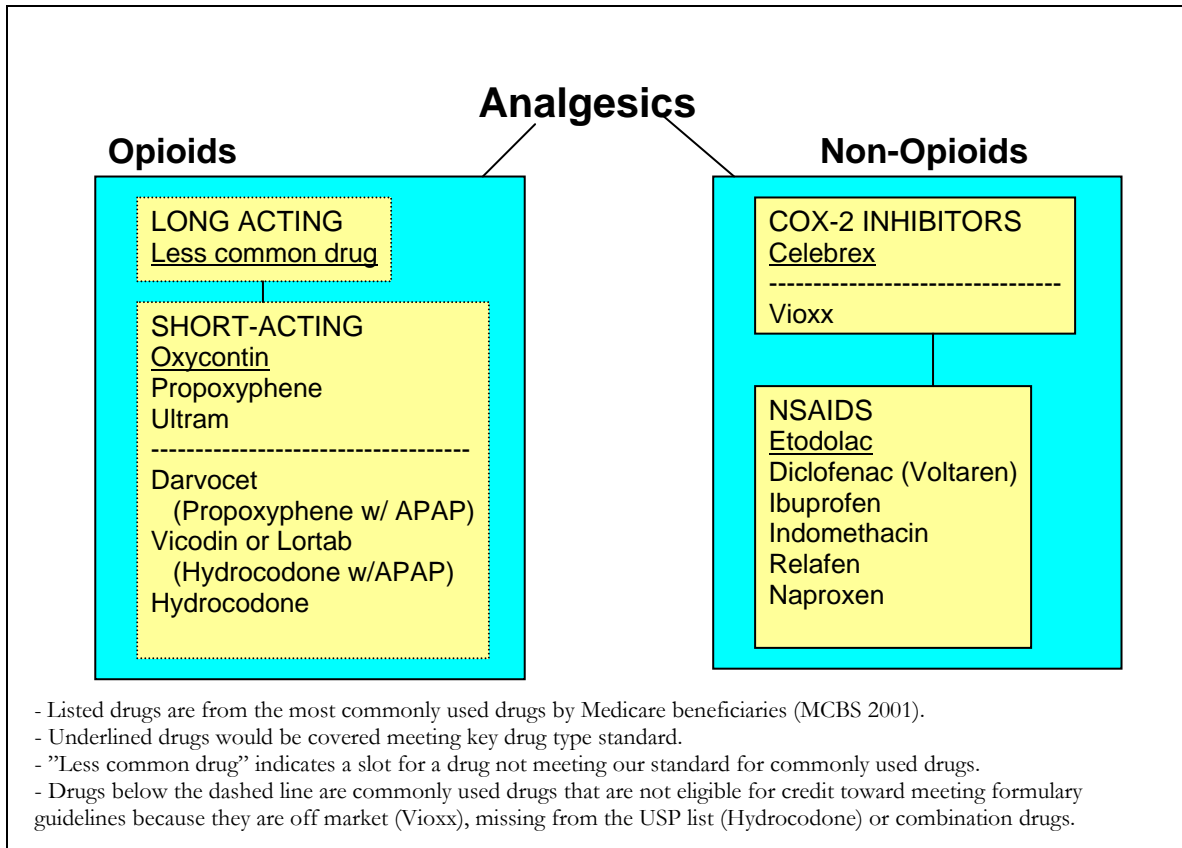 Analgesics
Opioids
LONG ACTING
Less common drug
SHORT-ACTING
Oxycontin
Propoxyphene
Ultram
------------------------------------
Darvocet
(Propoxyphene w/ APAP)
Vicodin or Lortab
(Hydrocodone w/APAP)
Hydrocodone
Non-Opioids
COX-2 INHIBITORS
Celebrex
---------------------------------
Vioxx
NSAIDS
Etodolac
Diclofenac (Voltaren)
Ibuprofen
Indomethacin
Relafen
Naproxen
- Listed drugs are from the most commonly used drugs by Medicare beneficiaries (MCBS 2001).
- Underlined drugs would be covered meeting key drug type standard.
- ”Less common drug” indicates a slot for a drug not meeting our standard for commonly used drugs.
- Drugs below the dashed line are commonly used drugs that are not eligible for credit toward meeting formulary
guidelines because they are off market (Vioxx), missing from the USP list (Hydrocodone) or combination drugs.